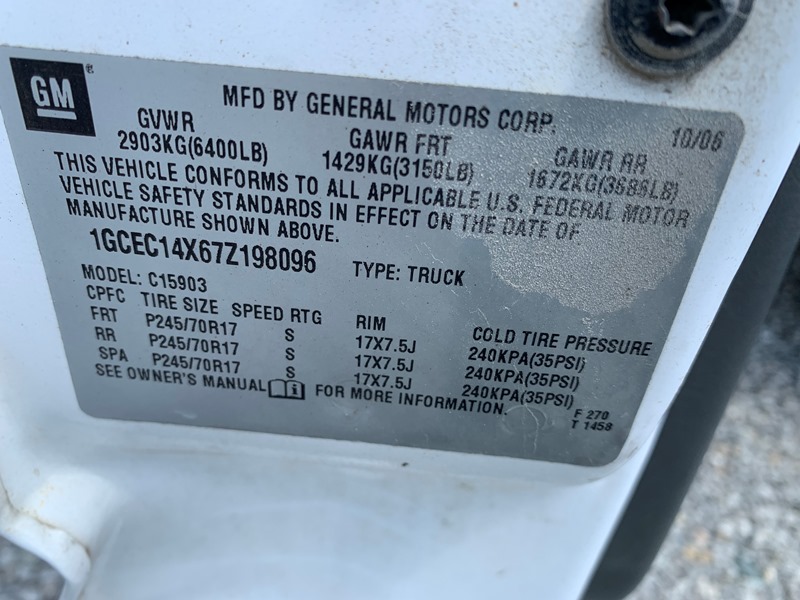 GM ®
MFD BY GENERAL MOTORS CORP. 10/06
GVWR GAWR FRT GAWR RR
2903KG(6400LB) 1429KG(3150LB) 1672KG(3686LB)
THIS VEHICLE CONFORMS TO ALL APPLICABLE U.S. FEDERAL MOTOR
VEHICLE SAFETY STANDARDS IN EFFECT ON THE DATE OF
MANUFACTURE SHOWN ABOVE.
1GCEC14X67Z198096 TYPE: TRUCK
MODEL: C15903
CPFC TIRE SIZE SPEED RTG RIM COLD TIRE PRESSURE
FRT P245/70R17 S 17X7.5J 240KPA(35PSI)
RR P245/70R17 S 17X7.5J 240KPA(35PSI)
SPA P245/70R17 S 17X7.5J 240KPA(35PSI)
SEE OWNER'S MANUAL FOR MORE INFORMATION.
F 270
T 1458